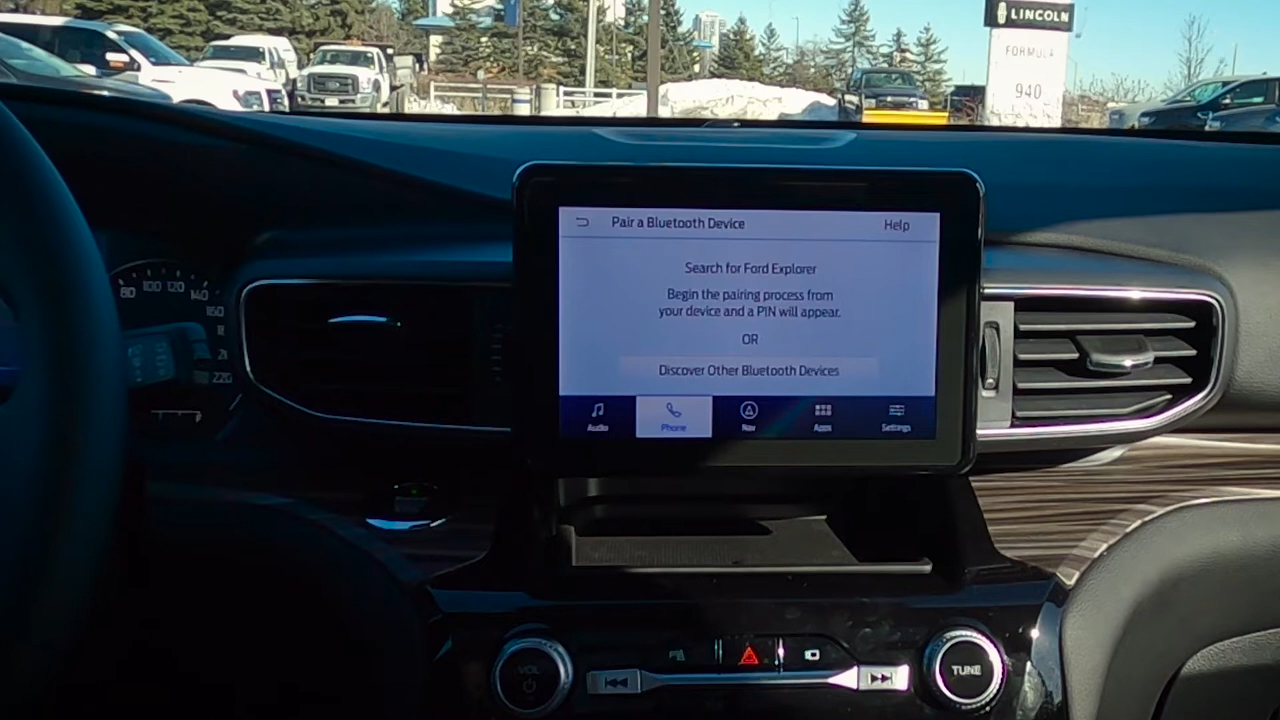 LINCOLN
FORMULA
940
Pair a Bluetooth Device
Help
Search for Ford Explorer
Begin the pairing process from
your device and a PIN will appear.
OR
Discover Other Bluetooth Devices
Audio
Phone
Nav
Apps
Settings
80
100
120
140
160
220
VOL
TUNE